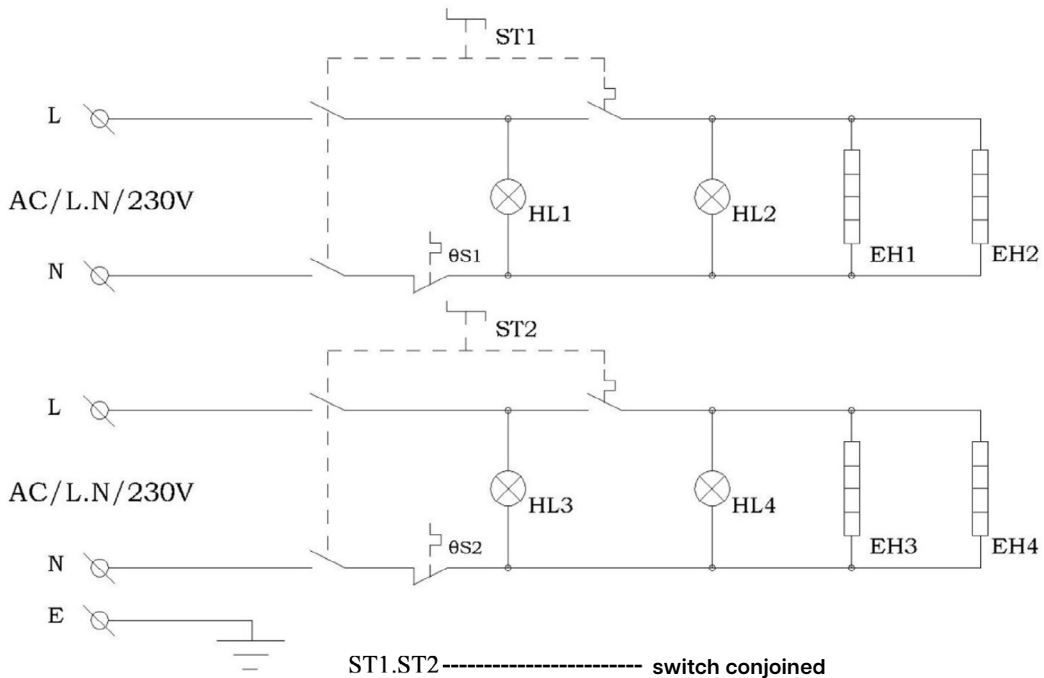 ST1
L
AC/L.N/230V
HL1
HL2
EH1
EH2
N
θS1
ST2
L
AC/L.N/230V
HL3
HL4
EH3
EH4
N
θS2
E
ST1.ST2 ------------------------ switch conjoined